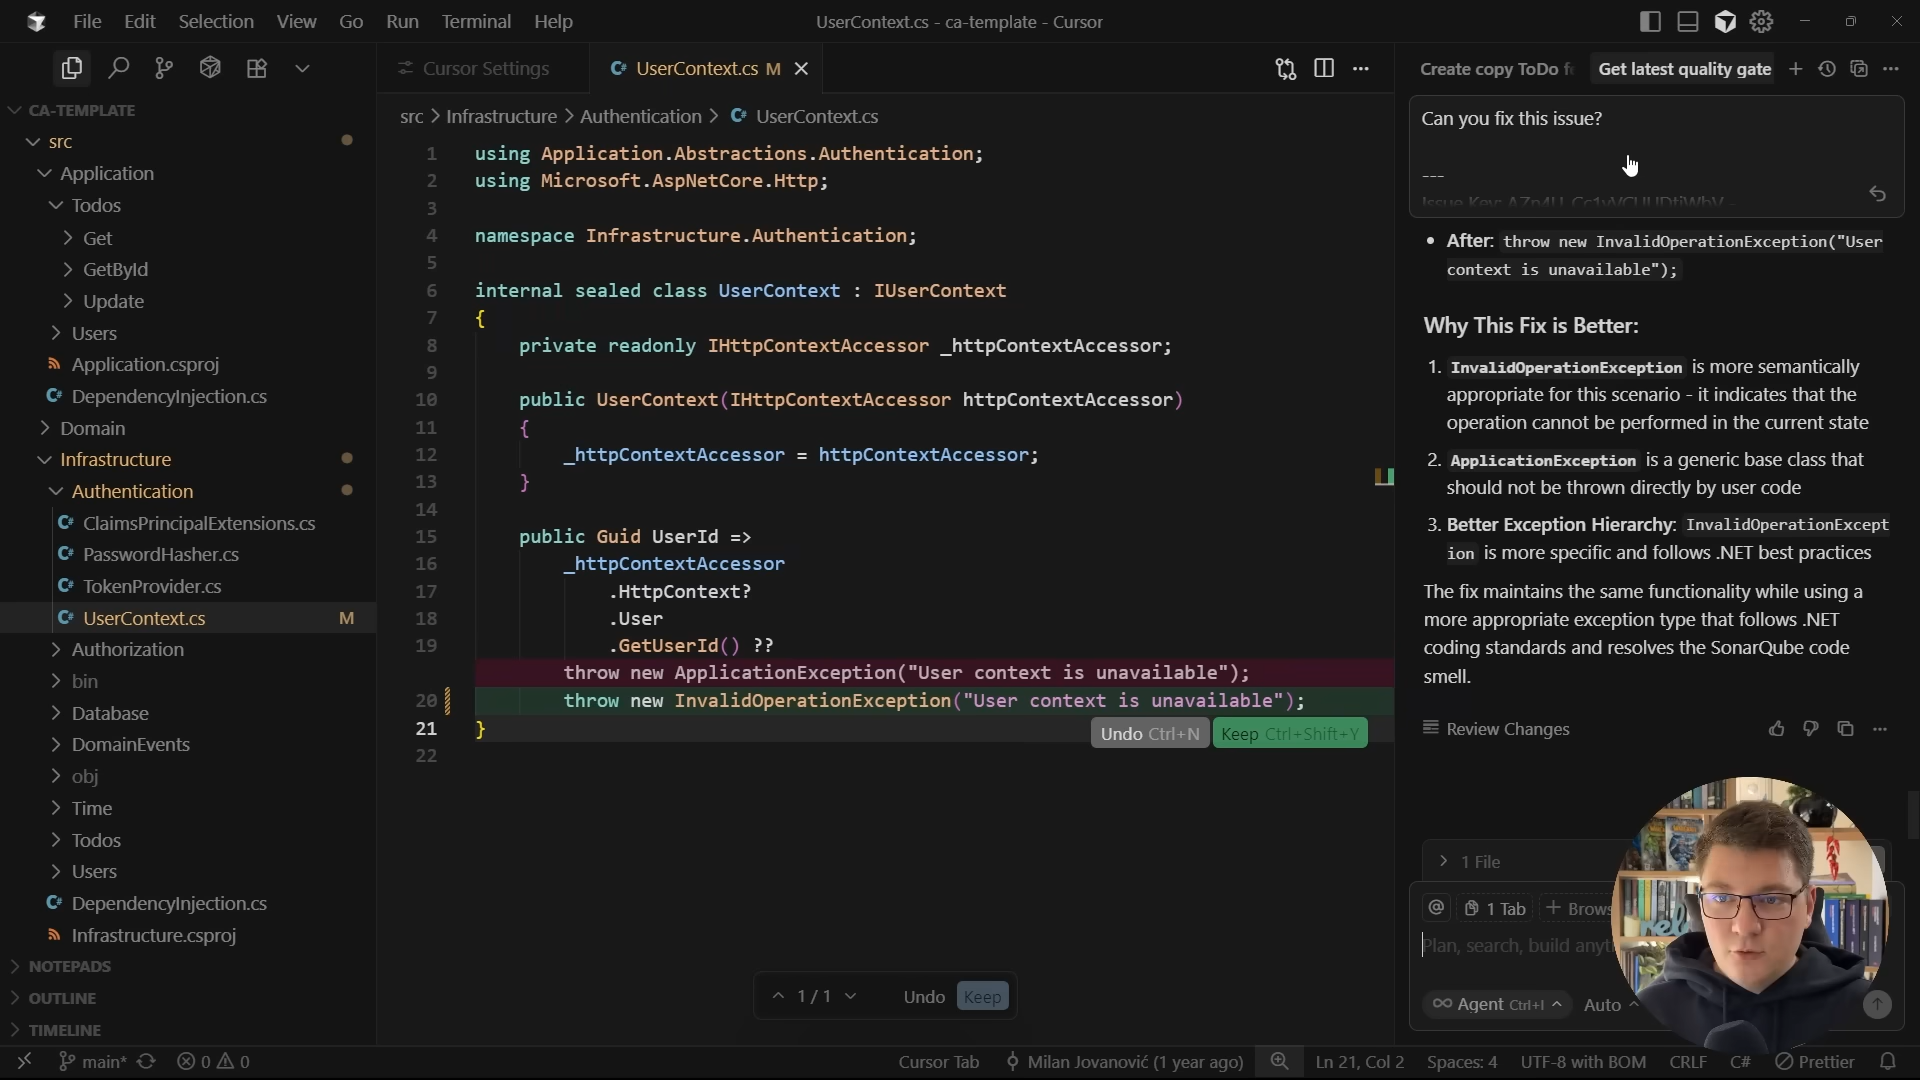 File Edit Selection View Go Run Terminal Help
UserContext.cs - ca-template - Cursor
CA-TEMPLATE
src
Application
Todos
Get
GetById
Update
Users
Application.csproj
DependencyInjection.cs
Domain
Infrastructure
Authentication
ClaimsPrincipalExtensions.cs
PasswordHasher.cs
TokenProvider.cs
UserContext.cs M
Authorization
bin
Database
DomainEvents
obj
Time
Todos
Users
DependencyInjection.cs
Infrastructure.csproj
NOTEPADS
OUTLINE
TIMELINE
Cursor Settings
UserContext.cs M
src > Infrastructure > Authentication > UserContext.cs
1 using Application.Abstractions.Authentication;
2 using Microsoft.AspNetCore.Http;
3
4 namespace Infrastructure.Authentication;
5
6 internal sealed class UserContext : IUserContext
7 {
8 private readonly IHttpContextAccessor _httpContextAccessor;
9
10 public UserContext(IHttpContextAccessor httpContextAccessor)
11 {
12 _httpContextAccessor = httpContextAccessor;
13 }
14
15 public Guid UserId =>
16 _httpContextAccessor
17 .HttpContext?
18 .User
19 .GetUserId() ??
throw new ApplicationException("User context is unavailable");
20 throw new InvalidOperationException("User context is unavailable");
21 }
22
Undo Ctrl+N Keep Ctrl+Shift+Y
1 / 1 Undo Keep
Create copy ToDo f
Get latest quality gate
Can you fix this issue?
---
Issue Key:
• After: throw new InvalidOperationException("User
context is unavailable");
Why This Fix is Better:
1. InvalidOperationException is more semantically
appropriate for this scenario - it indicates that the
operation cannot be performed in the current state
2. ApplicationException is a generic base class that
should not be thrown directly by user code
3. Better Exception Hierarchy: InvalidOperationExcept
ion is more specific and follows .NET best practices
The fix maintains the same functionality while using a
more appropriate exception type that follows .NET
coding standards and resolves the SonarQube code
smell.
Review Changes
1 File
@ 1 Tab + Brows
Plan, search, build anyt
Agent Ctrl+I Auto
main* 0 0
Cursor Tab Milan Jovanović (1 year ago) Ln 21, Col 2 Spaces: 4 UTF-8 with BOM CRLF C# Prettier